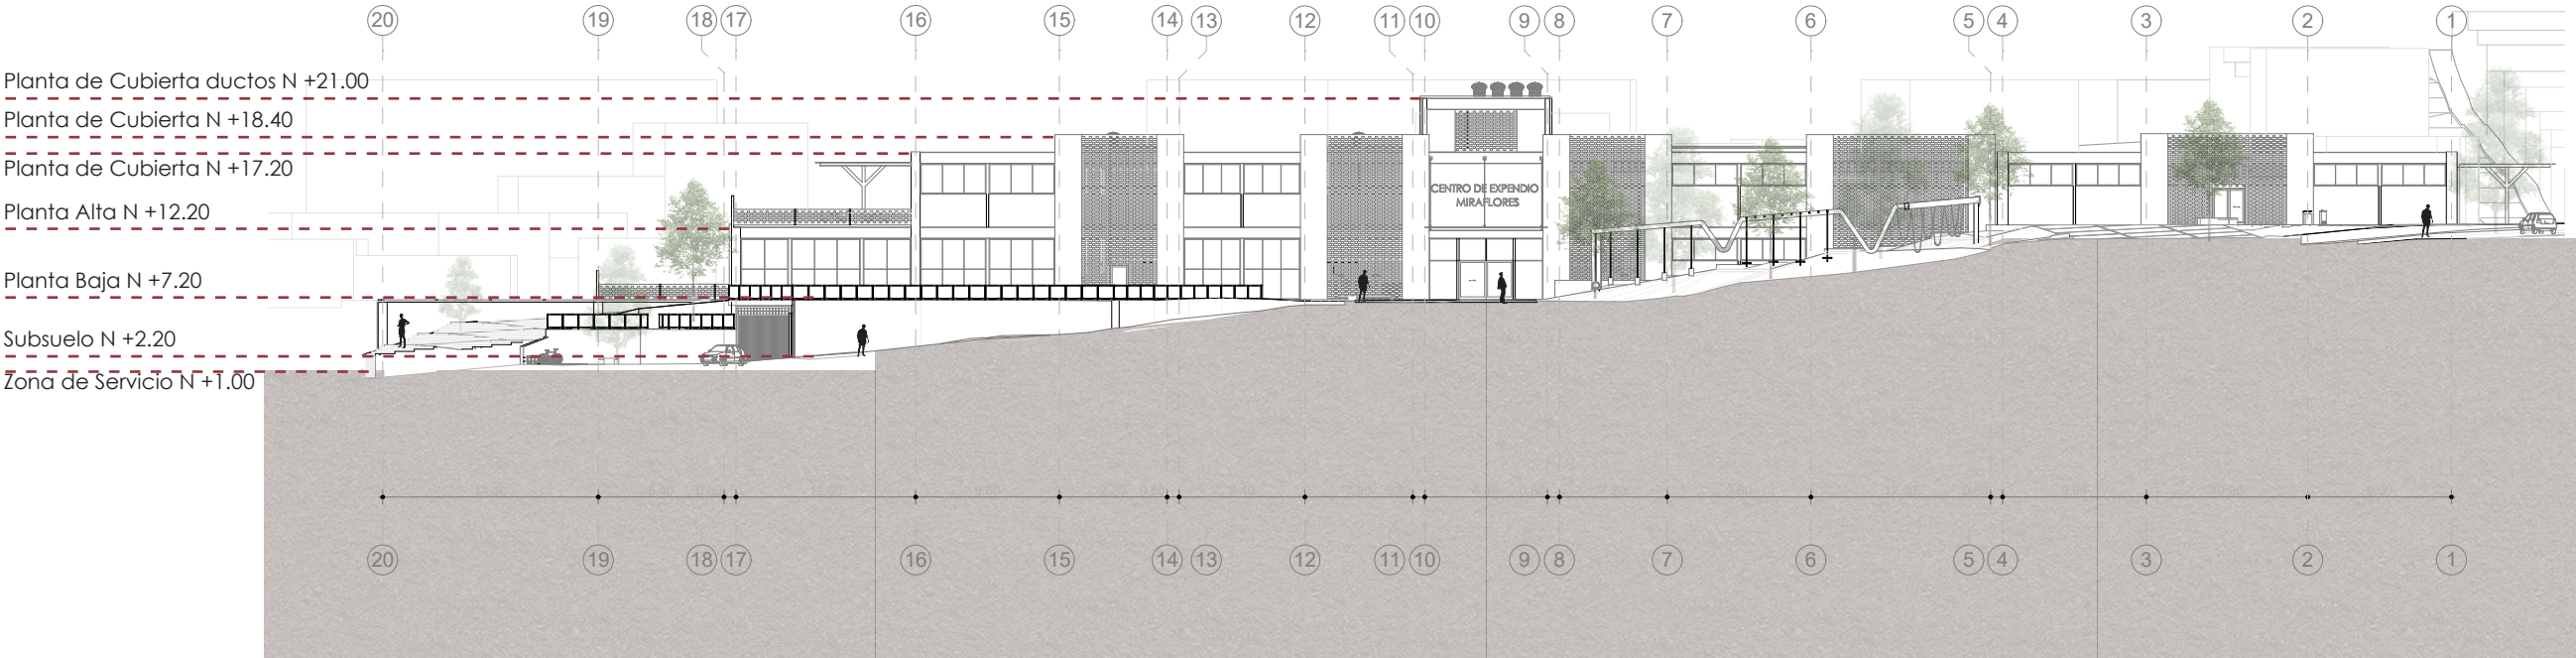 20 19 18 17 16 15 14 13 12 11 10 9 8 7 6 5 4 3 2 1
Planta de Cubierta ductos N +21.00
Planta de Cubierta N +18.40
Planta de Cubierta N +17.20
Planta Alta N +12.20
CENTRO DE EXPENDIO
MIRAFLORES
Planta Baja N +7.20
Subsuelo N +2.20
Zona de Servicio N +1.00
20 19 18 17 16 15 14 13 12 11 10 9 8 7 6 5 4 3 2 1